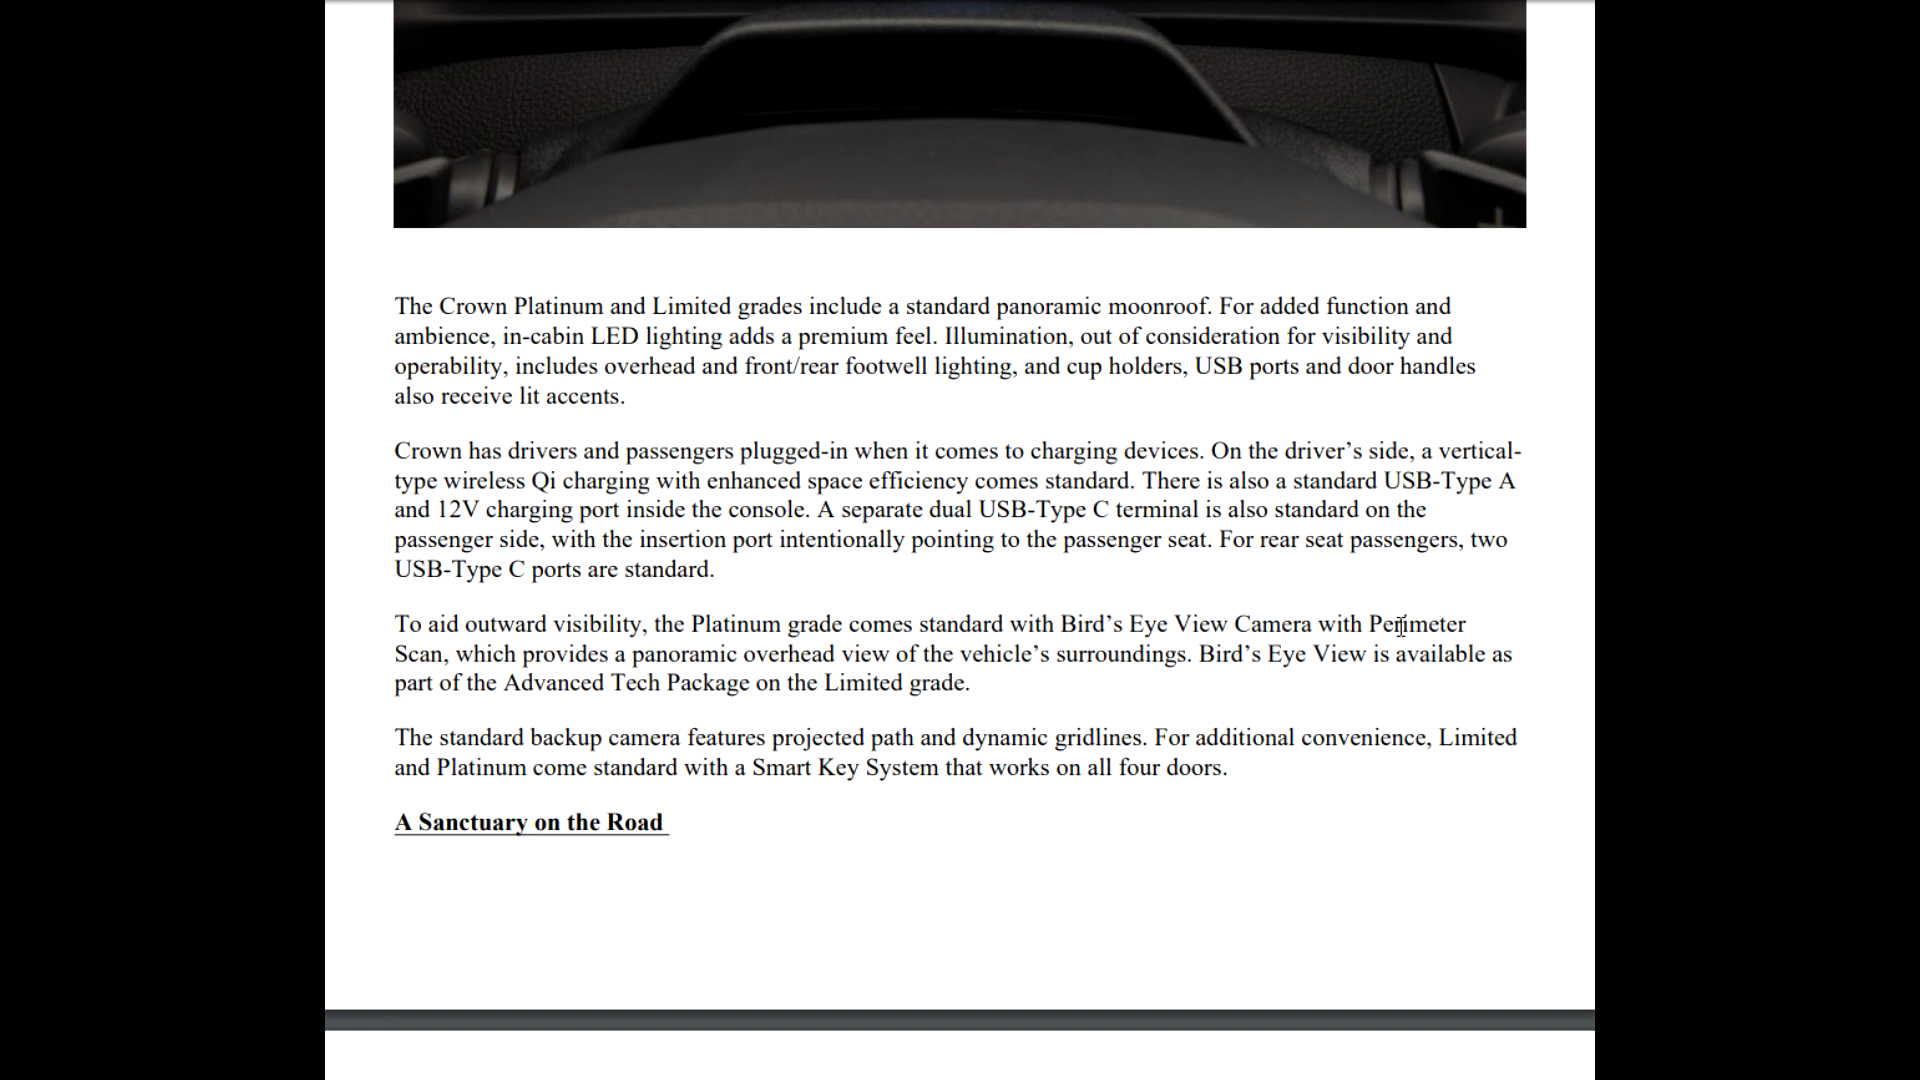 The Crown Platinum and Limited grades include a standard panoramic moonroof. For added function and
ambience, in-cabin LED lighting adds a premium feel. Illumination, out of consideration for visibility and
operability, includes overhead and front/rear footwell lighting, and cup holders, USB ports and door handles
also receive lit accents.
Crown has drivers and passengers plugged-in when it comes to charging devices. On the driver’s side, a vertical-
type wireless Qi charging with enhanced space efficiency comes standard. There is also a standard USB-Type A
and 12V charging port inside the console. A separate dual USB-Type C terminal is also standard on the
passenger side, with the insertion port intentionally pointing to the passenger seat. For rear seat passengers, two
USB-Type C ports are standard.
To aid outward visibility, the Platinum grade comes standard with Bird’s Eye View Camera with Perimeter
Scan, which provides a panoramic overhead view of the vehicle’s surroundings. Bird’s Eye View is available as
part of the Advanced Tech Package on the Limited grade.
The standard backup camera features projected path and dynamic gridlines. For additional convenience, Limited
and Platinum come standard with a Smart Key System that works on all four doors.
A Sanctuary on the Road